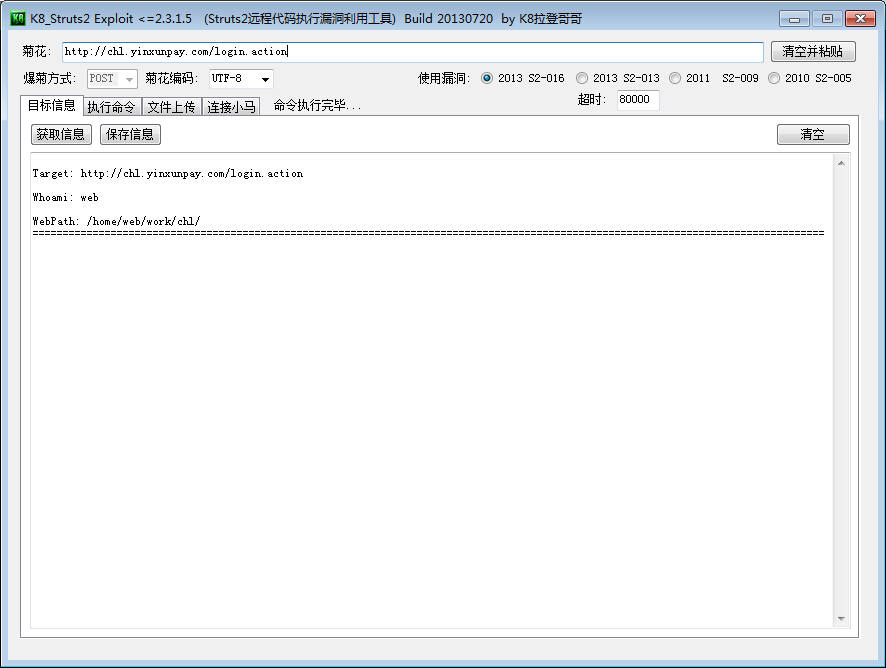 K8_Struts2 Exploit <=2.3.1.5 (Struts2远程代码执行漏洞利用工具) Build 20130720 by K8拉登哥哥
菊花: http://chl.yinxunpay.com/login.action 清空并粘贴
爆菊方式: POST 菊花编码: UTF-8 使用漏洞: 2013 S2-016 2013 S2-013 2011 S2-009 2010 S2-005
目标信息 执行命令 文件上传 连接小马 命令执行完毕... 超时: 80000
获取信息 保存信息 清空
Target: http://chl.yinxunpay.com/login.action
Whoami: web
WebPath: /home/web/work/chl/
====================================================================================================================================